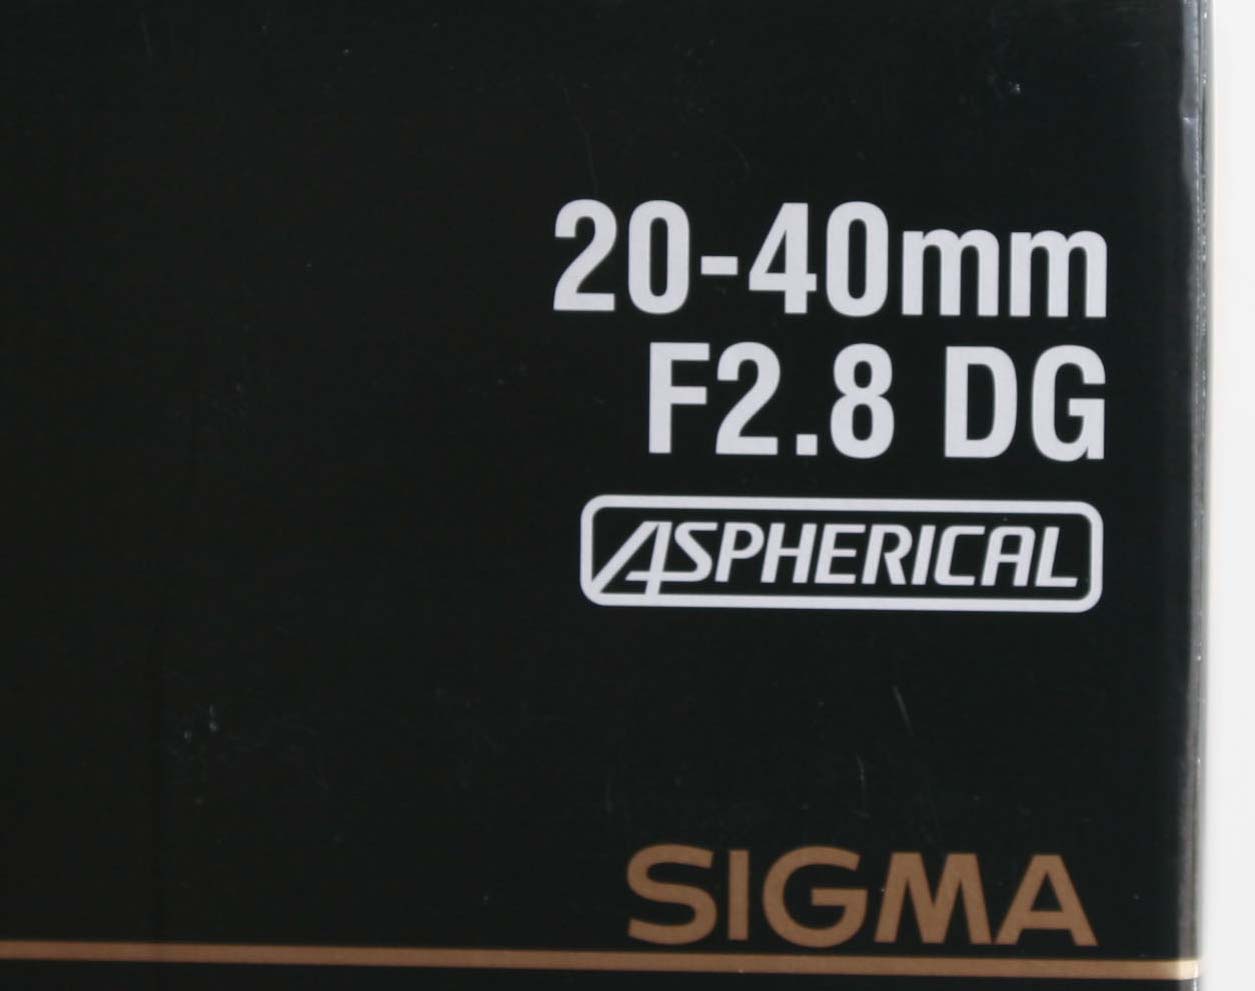 20-40mm
F2.8 DG
ASPHERICAL
SIGMA